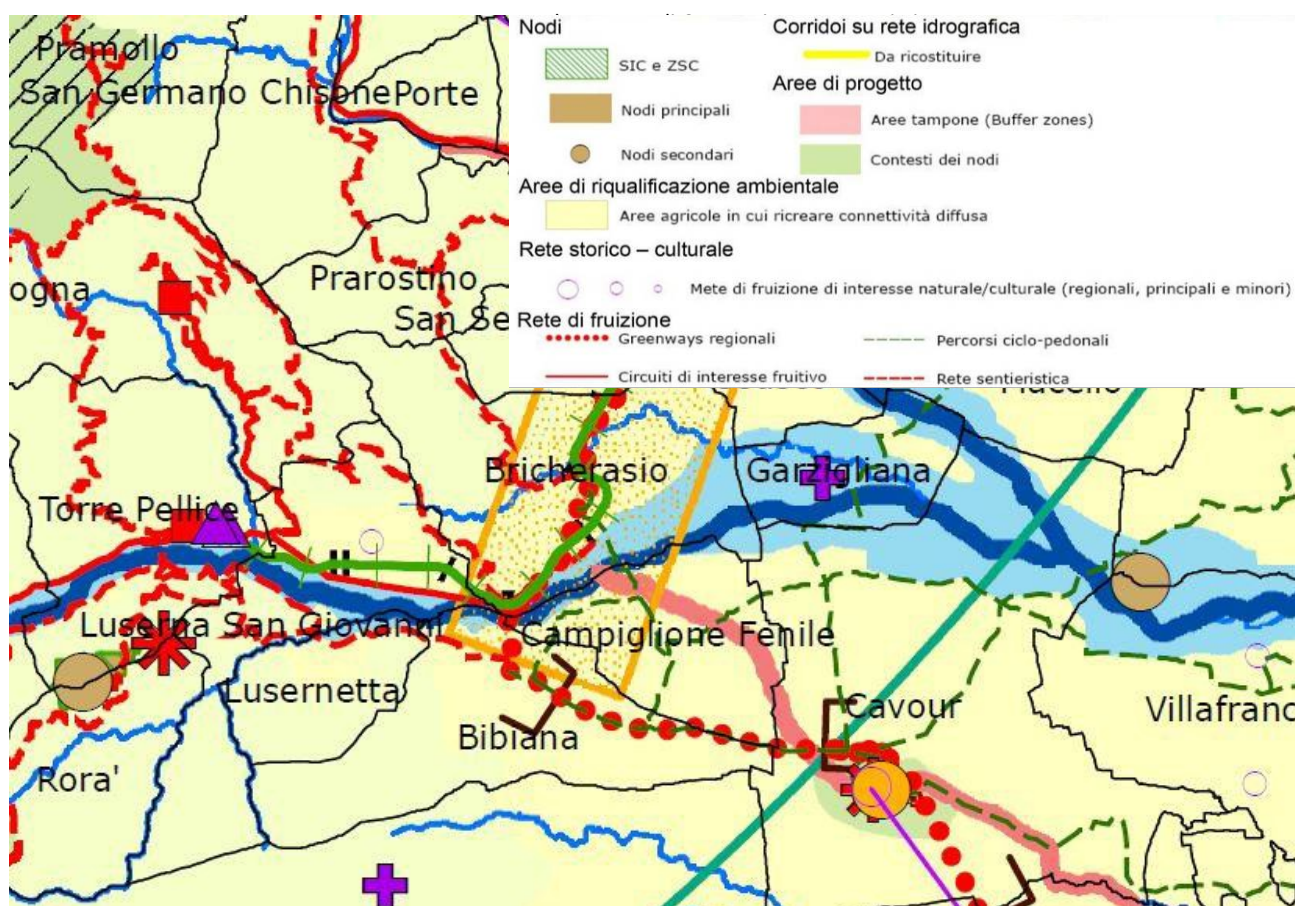 Nodi
SIC e ZSC
Nodi principali
Nodi secondari
Aree di riqualificazione ambientale
Aree agricole in cui ricreare connettività diffusa
Rete storico – culturale
Mete di fruizione di interesse naturale/culturale (regionali, principali e minori)
Rete di fruizione
Greenways regionali
Percorsi ciclo-pedonali
Circuiti di interesse fruitivo
Rete sentieristica
Corridoi su rete idrografica
Da ricostituire
Aree di progetto
Aree tampone (Buffer zones)
Contesti dei nodi
Pramollo
San Germano Chisone
Porte
ogna
Prarostino
San Se
Bricherasio
Garzigliana
Torre Pellice
Luserna San Giovanni
Campiglione Fenile
Lusernetta
Cavour
Villafranc
Bibiana
Rora'